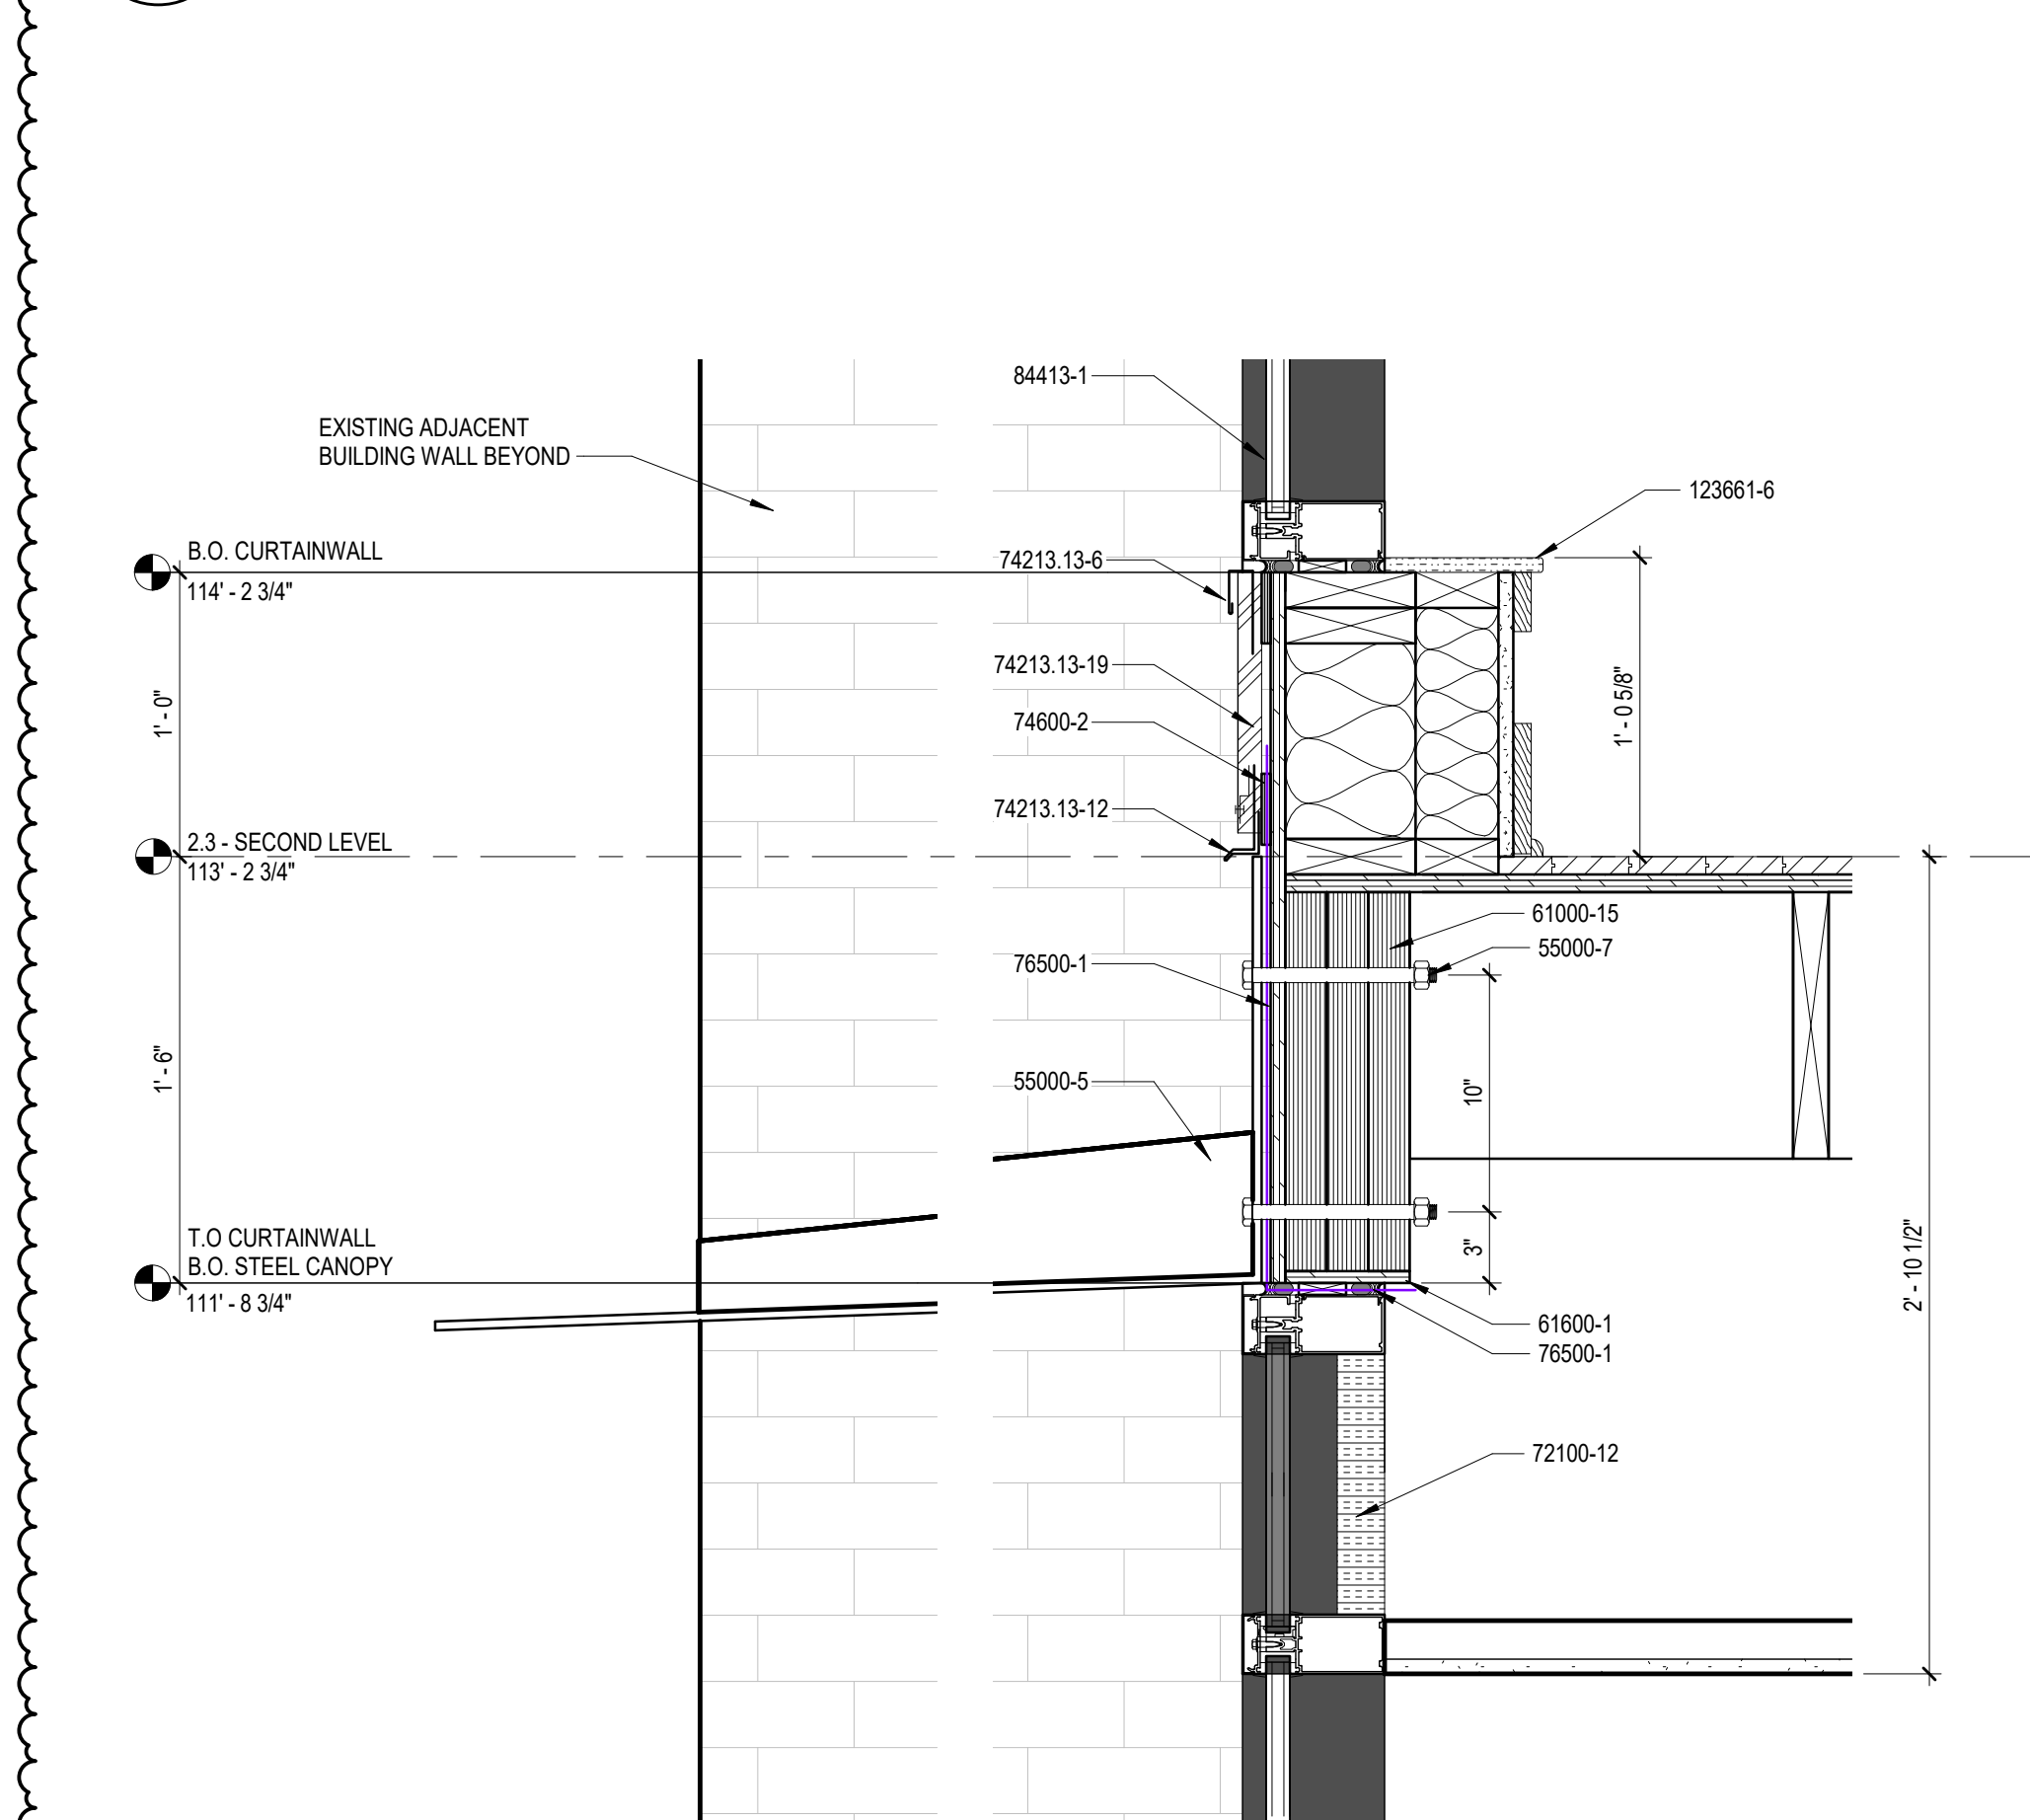 84413-1
EXISTING ADJACENT
BUILDING WALL BEYOND
123661-6
B.O. CURTAINWALL
114' - 2 3/4"
74213.13-6
74213.13-19
1' - 0"
1' - 0 5/8"
74600-2
74213.13-12
2.3 - SECOND LEVEL
113' - 2 3/4"
61000-15
55000-7
76500-1
1' - 6"
55000-5
10"
T.O CURTAINWALL
B.O. STEEL CANOPY
111' - 8 3/4"
3"
2' - 10 1/2"
61600-1
76500-1
72100-12